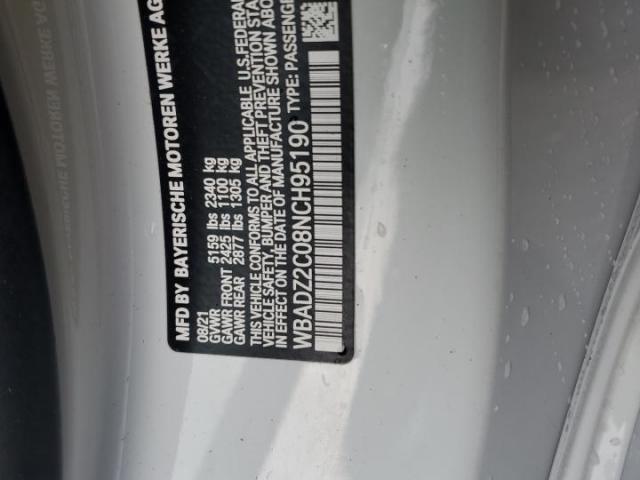 MFD BY BAYERISCHE MOTOREN WERKE AG
08/21
GVWR 5159 lbs 2340 kg
GAWR FRONT 2425 lbs 1100 kg
GAWR REAR 2877 lbs 1305 kg
THIS VEHICLE CONFORMS TO ALL APPLICABLE U.S. FEDERAL
VEHICLE SAFETY, BUMPER AND THEFT PREVENTION STA
IN EFFECT ON THE DATE OF MANUFACTURE SHOWN ABO
WBADZ2C08NCH95190 TYPE: PASSENGE